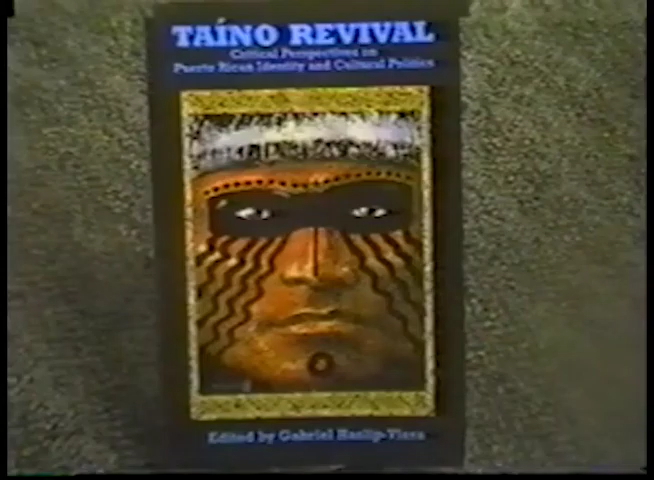 TAÍNO REVIVAL
Critical Perspectives on
Puerto Rican Identity and Cultural Politics
Edited by Gabriel Haslip-Viera